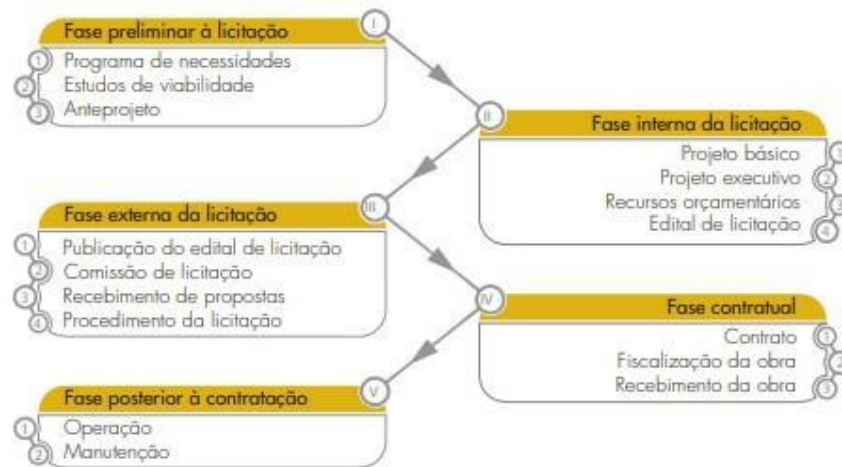 Fase preliminar à licitação
I
1 Programa de necessidades
2 Estudos de viabilidade
3 Anteprojeto
II
Fase interna da licitação
Projeto básico 1
Projeto executivo 2
Recursos orçamentários 3
Edital de licitação 4
Fase externa da licitação
III
1 Publicação do edital de licitação
2 Comissão de licitação
3 Recebimento de propostas
4 Procedimento da licitação
IV
Fase contratual
Contrato 1
Fiscalização da obra 2
Recebimento da obra 3
Fase posterior à contratação
V
1 Operação
2 Manutenção